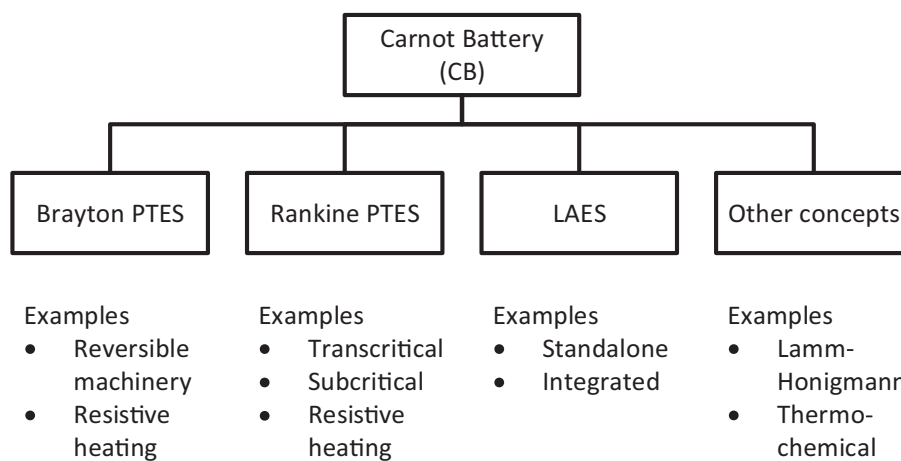 Carnot Battery
(CB)
Brayton PTES
Rankine PTES
LAES
Other concepts
Examples
• Reversible
machinery
• Resistive
heating
Examples
• Transcritical
• Subcritical
• Resistive
heating
Examples
• Standalone
• Integrated
Examples
• Lamm-
Honigmann
• Thermo-
chemical